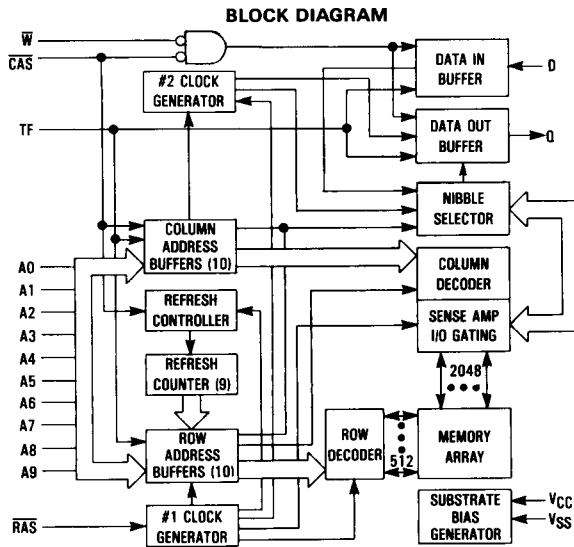 BLOCK DIAGRAM
W
CAS
TF
A0
A1
A2
A3
A4
A5
A6
A7
A8
A9
RAS
#2 CLOCK
GENERATOR
COLUMN
ADDRESS
BUFFERS (10)
REFRESH
CONTROLLER
REFRESH
COUNTER (9)
ROW
ADDRESS
BUFFERS (10)
#1 CLOCK
GENERATOR
DATA IN
BUFFER
D
DATA OUT
BUFFER
Q
NIBBLE
SELECTOR
COLUMN
DECODER
SENSE AMP
I/O GATING
2048
ROW
DECODER
512
MEMORY
ARRAY
SUBSTRATE
BIAS
GENERATOR
VCC
VSS